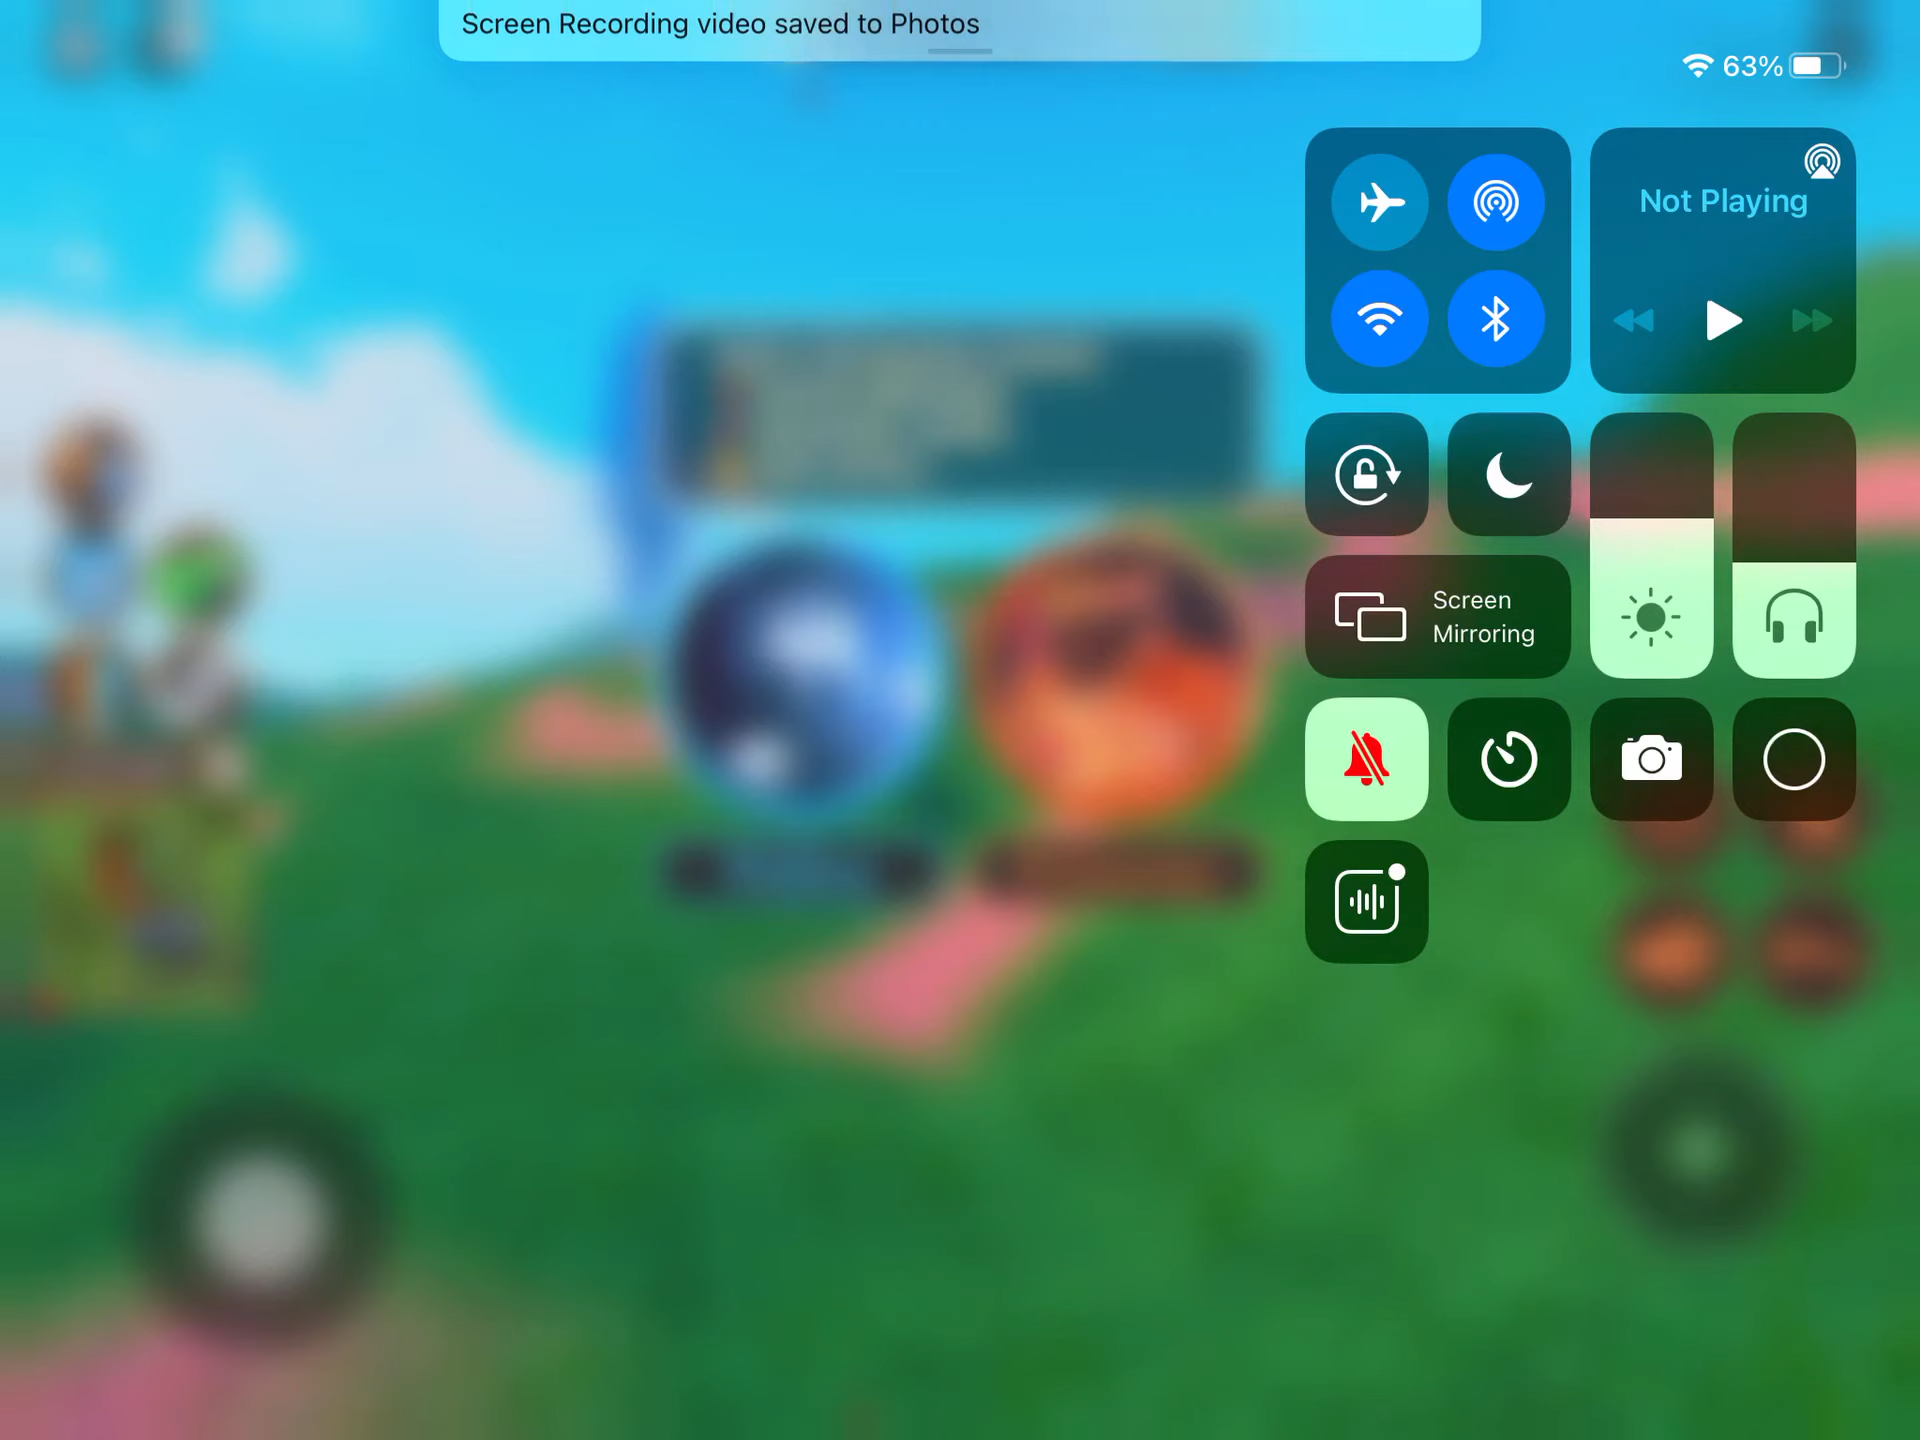 Screen Recording video saved to Photos
63%
Not Playing
Screen
Mirroring